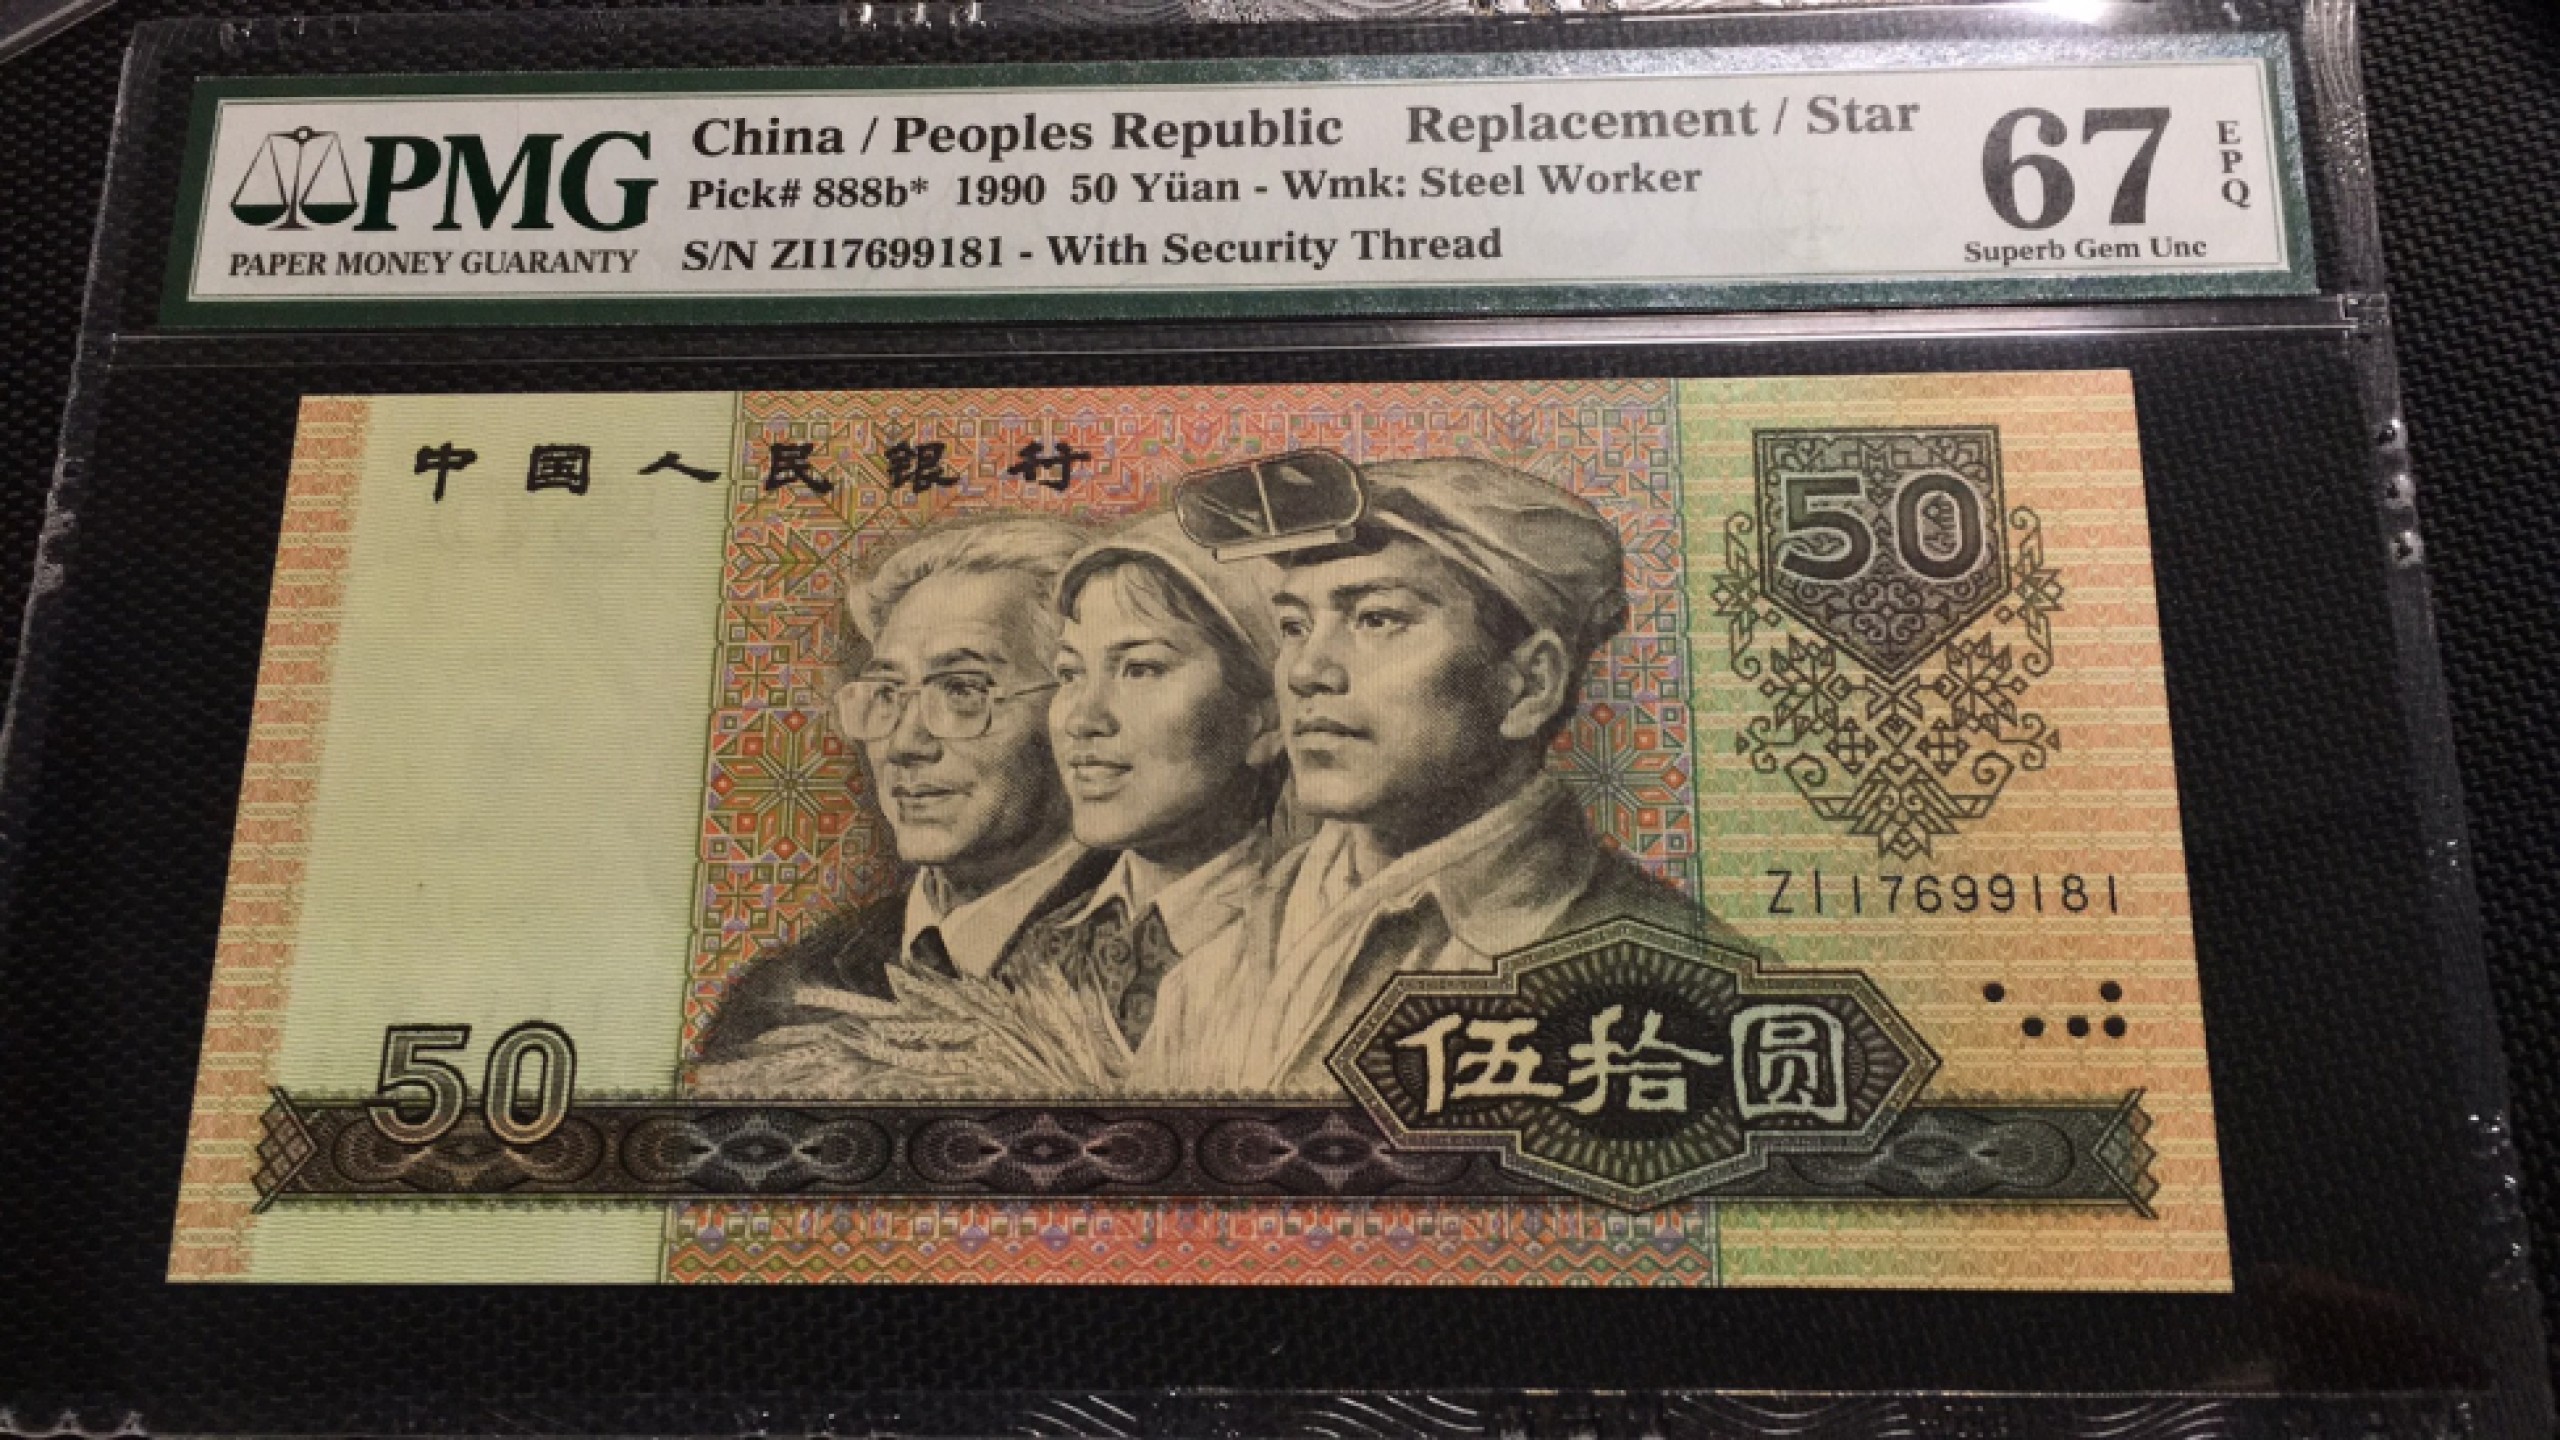 PMG
PAPER MONEY GUARANTY
China / Peoples Republic Replacement / Star
Pick# 888b* 1990 50 Yüan - Wmk: Steel Worker
S/N ZI17699181 - With Security Thread
67
EPQ
Superb Gem Unc
中国人民银行
50
ZI17699181
50
伍拾圆